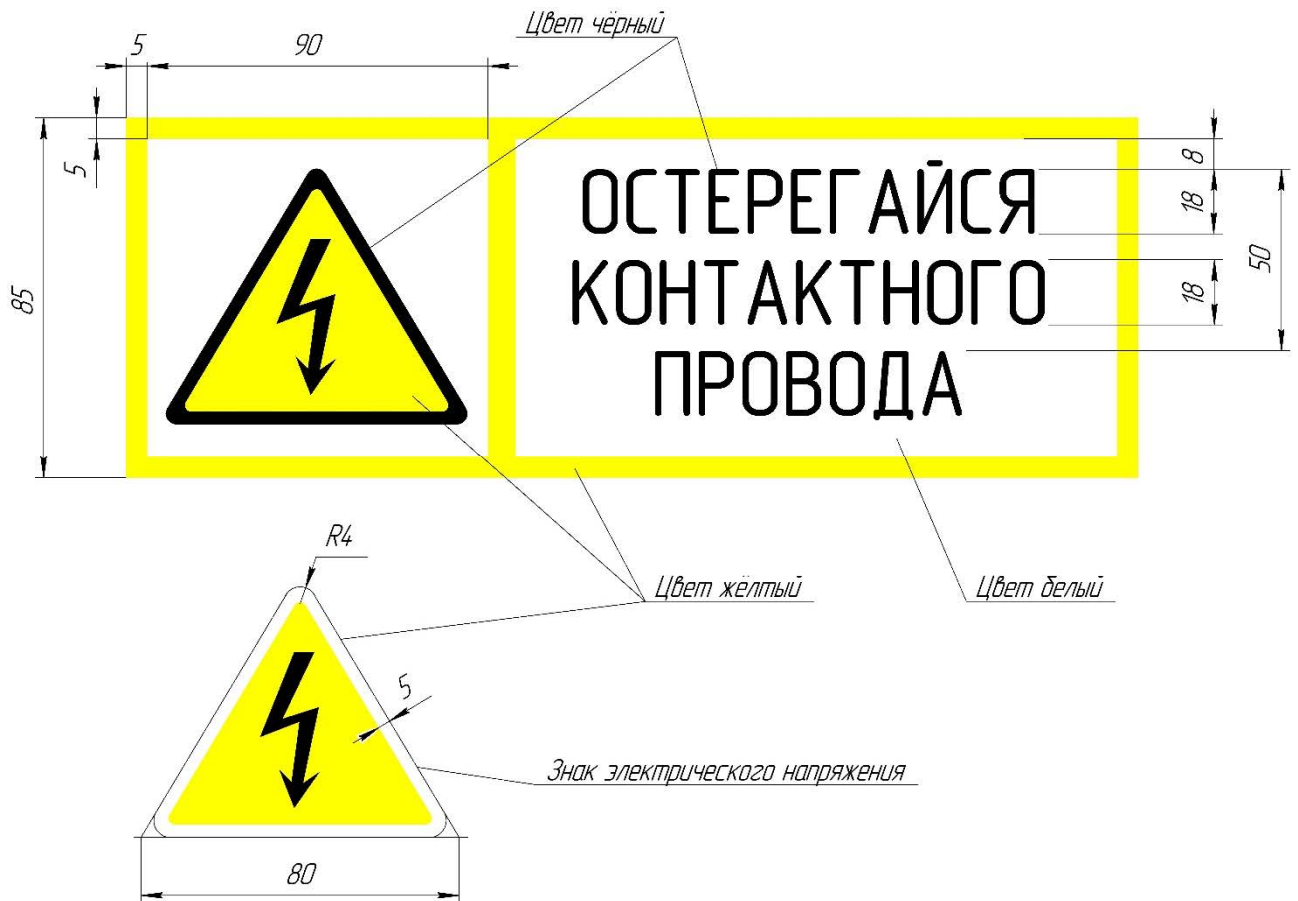 Цвет чёрный
5
90
5
85
8
18
50
18
ОСТЕРЕГАЙСЯ
КОНТАКТНОГО
ПРОВОДА
R4
Цвет жёлтый
Цвет белый
5
Знак электрического напряжения
80